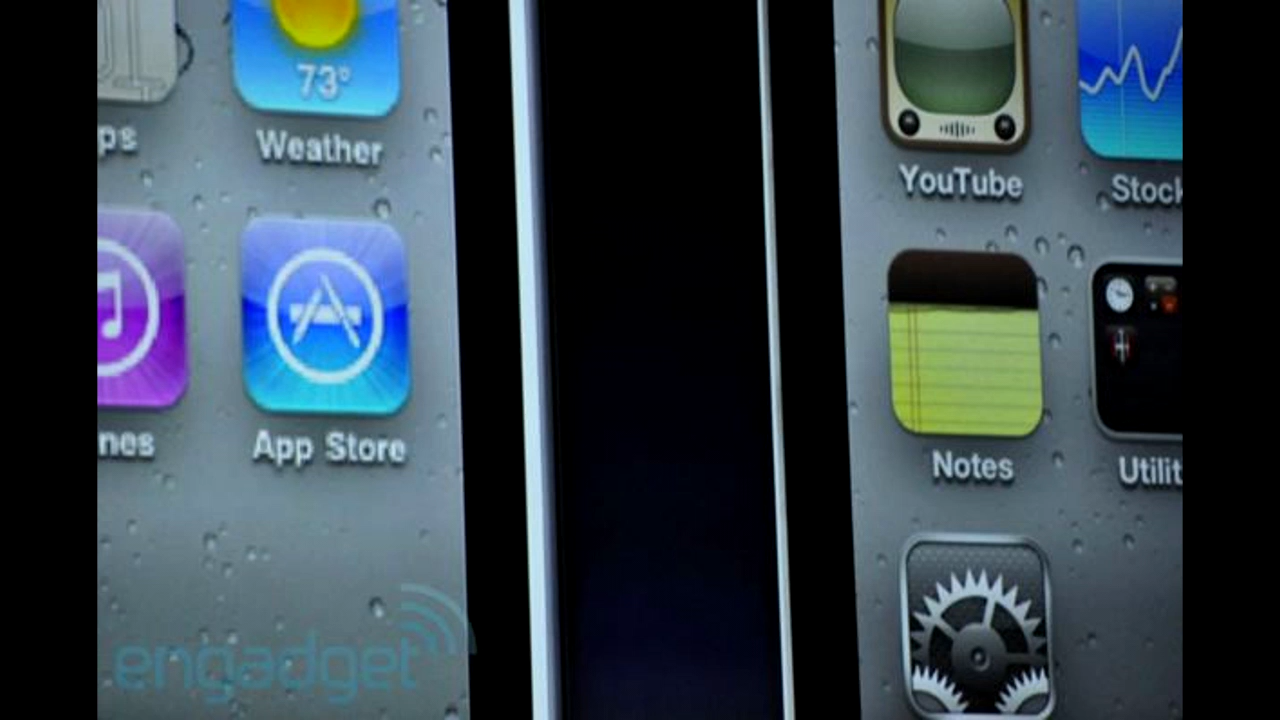 73°
ps
Weather
YouTube
Stock
nes
App Store
Notes
Utilit
engadget